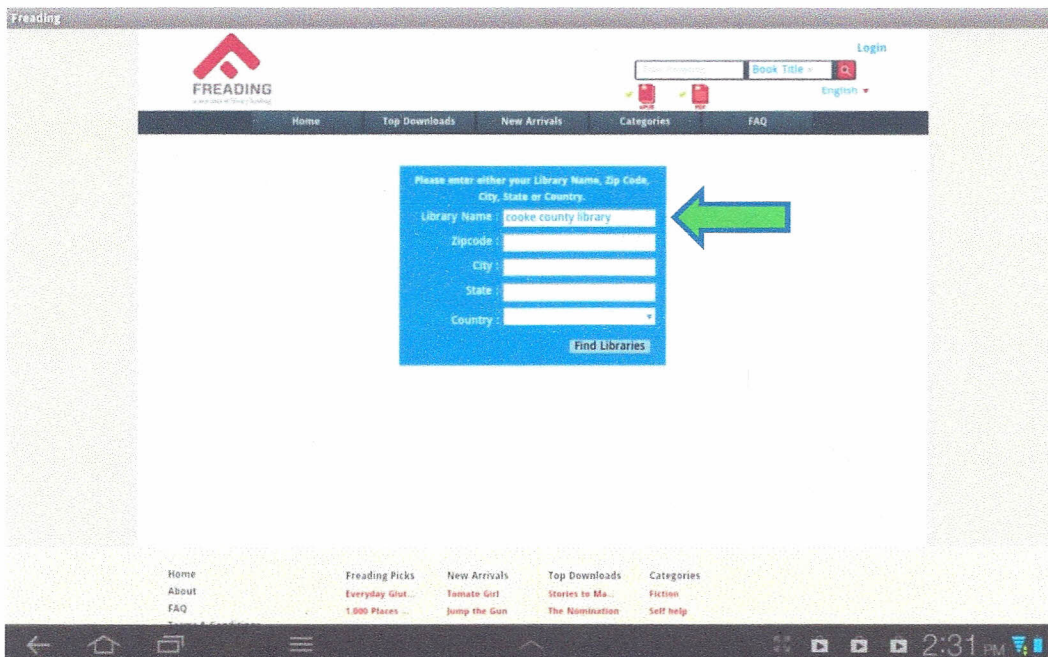 Freading
Login
FREADING
Book Title
English
Home Top Downloads New Arrivals Categories FAQ
Please enter either your Library Name, Zip Code,
City, State or Country.
Library Name : cooke county library
Zipcode :
City :
State :
Country :
Find Libraries
Home Freading Picks New Arrivals Top Downloads Categories
About Everyday Glut... Tomato Girl Stories to Ma... Fiction
FAQ 1,000 Places ... Jump the Gun The Nomination Self help
2:31 PM